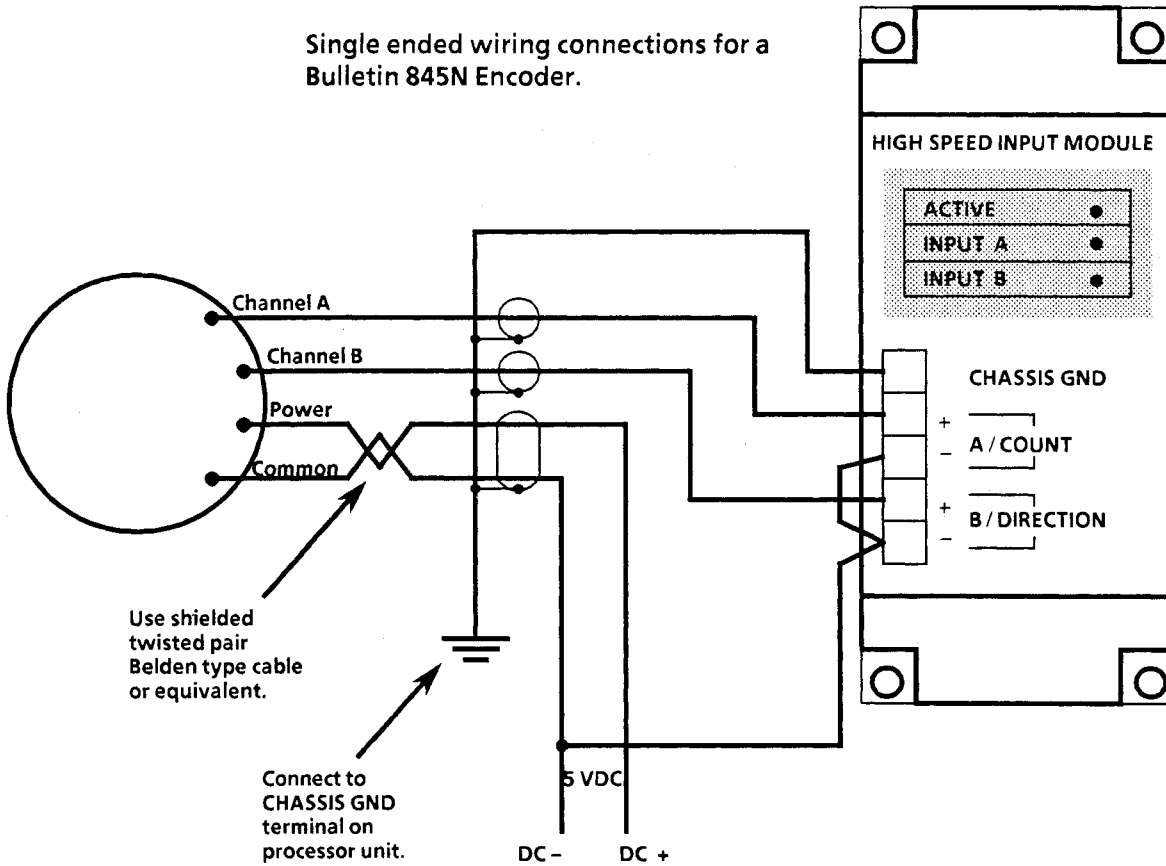 Single ended wiring connections for a
Bulletin 845N Encoder.
HIGH SPEED INPUT MODULE
ACTIVE
INPUT A
INPUT B
Channel A
Channel B
Power
Common
CHASSIS GND
+
A / COUNT
–
+
B / DIRECTION
–
Use shielded
twisted pair
Belden type cable
or equivalent.
Connect to
CHASSIS GND
terminal on
processor unit.
5 VDC
DC –
DC +